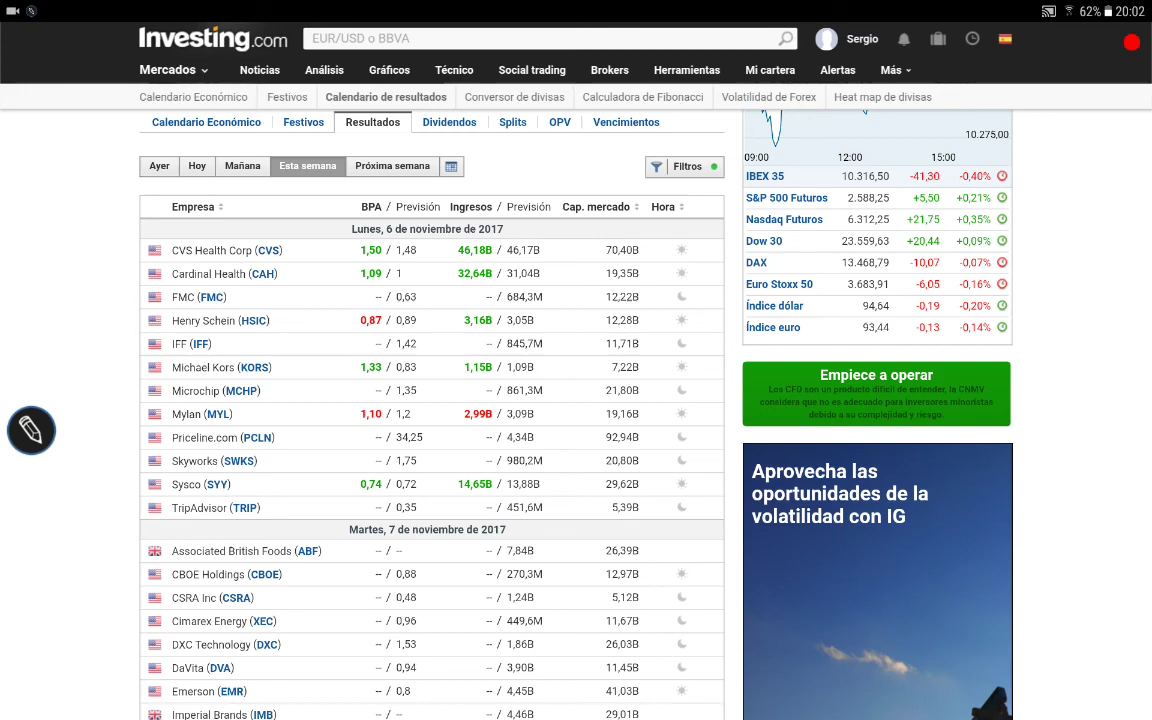 62% 20:02
Investing.com EUR/USD o BBVA Sergio
Mercados Noticias Análisis Gráficos Técnico Social trading Brokers Herramientas Mi cartera Alertas Más
Calendario Económico Festivos Calendario de resultados Conversor de divisas Calculadora de Fibonacci Volatilidad de Forex Heat map de divisas
Calendario Económico Festivos Resultados Dividendos Splits OPV Vencimientos
Ayer Hoy Mañana Esta semana Próxima semana Filtros
Empresa BPA / Previsión Ingresos / Previsión Cap. mercado Hora
Lunes, 6 de noviembre de 2017
CVS Health Corp (CVS) 1,50 / 1,48 46,18B / 46,17B 70,40B
Cardinal Health (CAH) 1,09 / 1 32,64B / 31,04B 19,35B
FMC (FMC) -- / 0,63 -- / 684,3M 12,22B
Henry Schein (HSIC) 0,87 / 0,89 3,16B / 3,05B 12,28B
IFF (IFF) -- / 1,42 -- / 845,7M 11,71B
Michael Kors (KORS) 1,33 / 0,83 1,15B / 1,09B 7,22B
Microchip (MCHP) -- / 1,35 -- / 861,3M 21,80B
Mylan (MYL) 1,10 / 1,2 2,99B / 3,09B 19,16B
Priceline.com (PCLN) -- / 34,25 -- / 4,34B 92,94B
Skyworks (SWKS) -- / 1,75 -- / 980,2M 20,80B
Sysco (SYY) 0,74 / 0,72 14,65B / 13,88B 29,62B
TripAdvisor (TRIP) -- / 0,35 -- / 451,6M 5,39B
Martes, 7 de noviembre de 2017
Associated British Foods (ABF) -- / -- -- / 7,84B 26,39B
CBOE Holdings (CBOE) -- / 0,88 -- / 270,3M 12,97B
CSRA Inc (CSRA) -- / 0,48 -- / 1,24B 5,12B
Cimarex Energy (XEC) -- / 0,96 -- / 449,6M 11,67B
DXC Technology (DXC) -- / 1,53 -- / 1,86B 26,03B
DaVita (DVA) -- / 0,94 -- / 3,90B 11,45B
Emerson (EMR) -- / 0,8 -- / 4,45B 41,03B
Imperial Brands (IMB) -- / -- -- / 4,46B 29,01B
10.275,00
09:00 12:00 15:00
IBEX 35 10.316,50 -41,30 -0,40%
S&P 500 Futuros 2.588,25 +5,50 +0,21%
Nasdaq Futuros 6.312,25 +21,75 +0,35%
Dow 30 23.559,63 +20,44 +0,09%
DAX 13.468,79 -10,07 -0,07%
Euro Stoxx 50 3.683,91 -6,05 -0,16%
Índice dólar 94,64 -0,19 -0,20%
Índice euro 93,44 -0,13 -0,14%
Empiece a operar
Los CFD son un producto difícil de entender, la CNMV
considera que no es adecuado para inversores minoristas
debido a su complejidad y riesgo.
Aprovecha las
oportunidades de la
volatilidad con IG